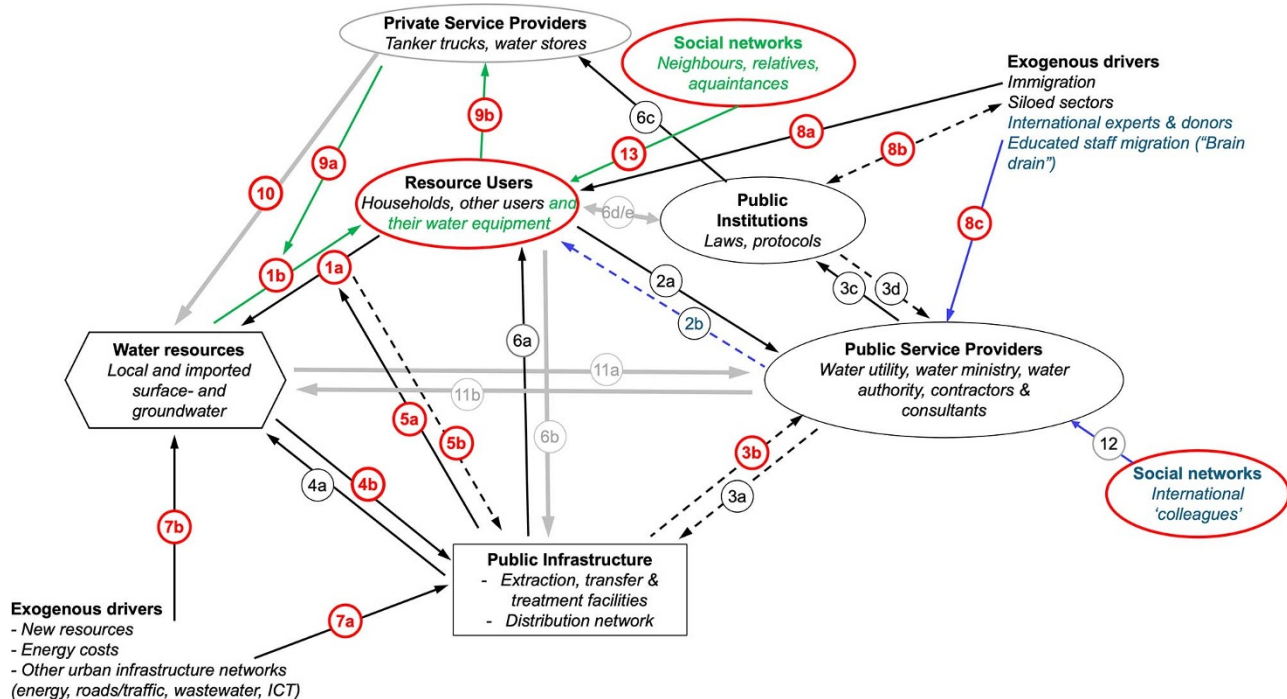 Private Service Providers
Tanker trucks, water stores
Social networks
Neighbours, relatives,
aquaintances
Exogenous drivers
Immigration
Siloed sectors
International experts & donors
Educated staff migration ("Brain
drain")
9b
6c
8a
8b
13
9a
10
Resource Users
Households, other users and
their water equipment
6d/e
Public
Institutions
Laws, protocols
8c
1b
1a
2a
3c
3d
2b
6a
Water resources
Local and imported
surface- and
groundwater
11a
11b
Public Service Providers
Water utility, water ministry, water
authority, contractors &
consultants
5a
5b
6b
3b
12
4a
4b
3a
Social networks
International
'colleagues'
7b
Public Infrastructure
- Extraction, transfer &
treatment facilities
- Distribution network
Exogenous drivers
- New resources
- Energy costs
- Other urban infrastructure networks
(energy, roads/traffic, wastewater, ICT)
7a